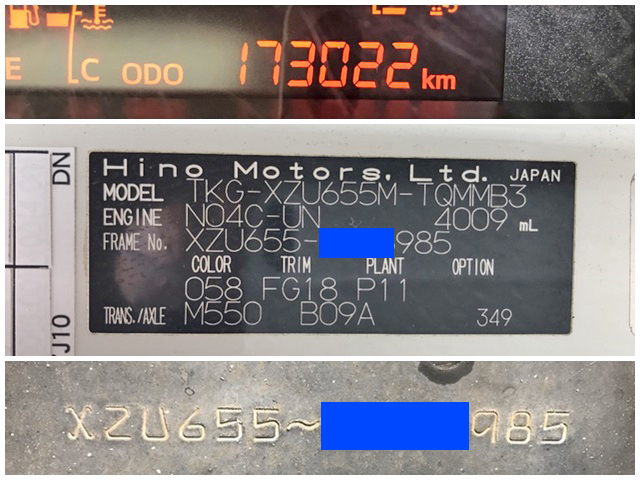 E
E C ODO 173022 km
DN
Hino Motors, Ltd. JAPAN
MODEL TKG-XZU655M-TQMMB3
ENGINE N04C-UN 4009 mL
FRAME No. XZU655- 985
COLOR TRIM PLANT OPTION
058 FG18 P11
TRANS./AXLE M550 B09A 349
J10
XZU655~ 985